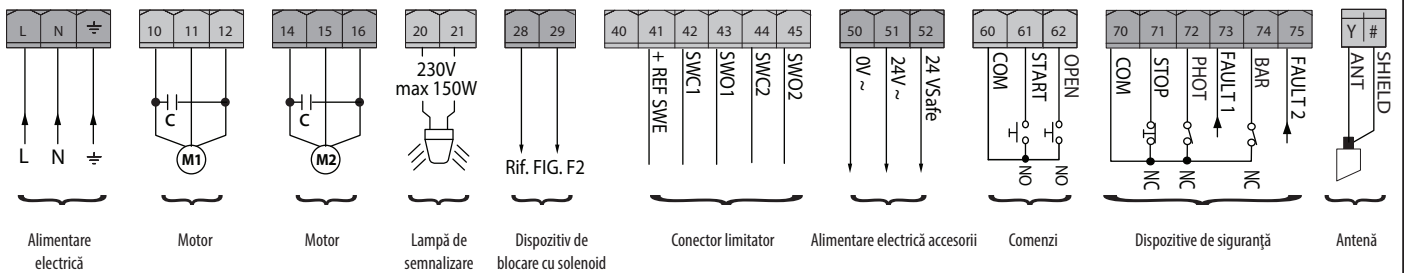 L N ⏚
10 11 12
14 15 16
20 21
28 29
40 41 42 43 44 45
50 51 52
60 61 62
70 71 72 73 74 75
Y #
230V
max 150W
+ REF SWE
SWC1
SWO1
SWC2
SWO2
0V ~
24V ~
24 VSafe
COM
START
OPEN
COM
STOP
PHOT
FAULT 1
BAR
FAULT 2
ANT
SHIELD
C
C
L N ⏚
M1
M2
Rif. FIG. F2
NO
NO
NC
NC
NC
Alimentare
electrică
Motor
Motor
Lampă de
semnalizare
Dispozitiv de
blocare cu solenoid
Conector limitator
Alimentare electrică accesorii
Comenzi
Dispozitive de siguranţă
Antenă